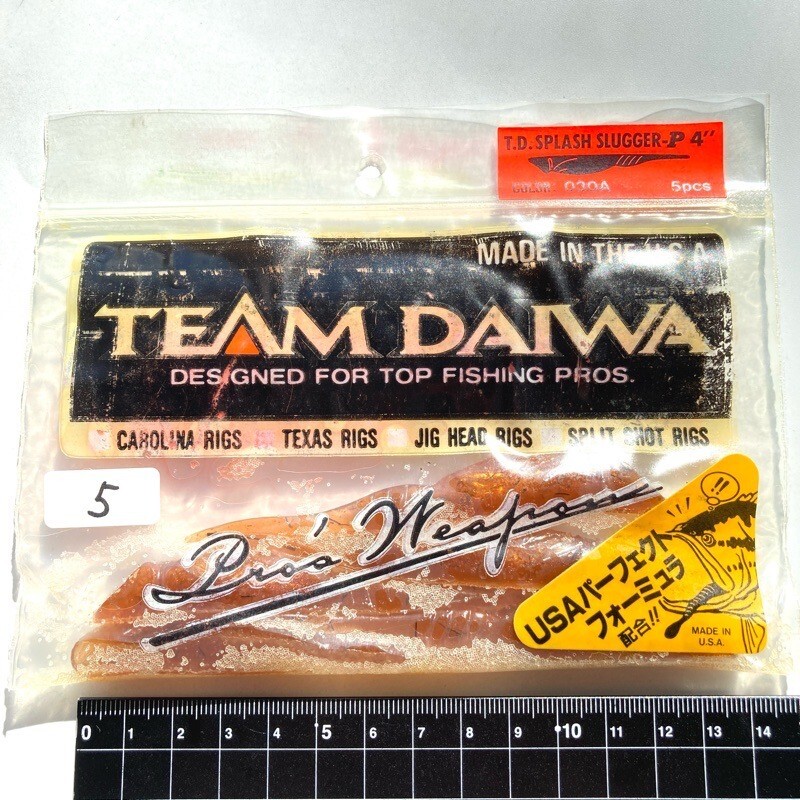 T.D. SPLASH SLUGGER-P 4"
COLOR 030A 5pcs
MADE IN THE U.S.A
TEAM DAIWA
DESIGNED FOR TOP FISHING PROS.
CAROLINA RIGS TEXAS RIGS JIG HEAD RIGS SPLIT SHOT RIGS
5
Pro's Weapon
!!
USAパーフェクト
フォーミュラ
配合!!
MADE IN
U.S.A.
0 1 2 3 4 5 6 7 8 9 10 11 12 13 14